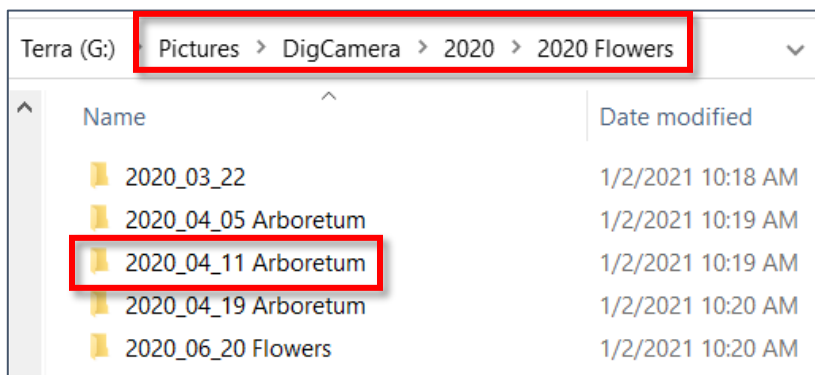 Terra (G:) > Pictures > DigCamera > 2020 > 2020 Flowers
Name Date modified
2020_03_22 1/2/2021 10:18 AM
2020_04_05 Arboretum 1/2/2021 10:19 AM
2020_04_11 Arboretum 1/2/2021 10:19 AM
2020_04_19 Arboretum 1/2/2021 10:20 AM
2020_06_20 Flowers 1/2/2021 10:20 AM